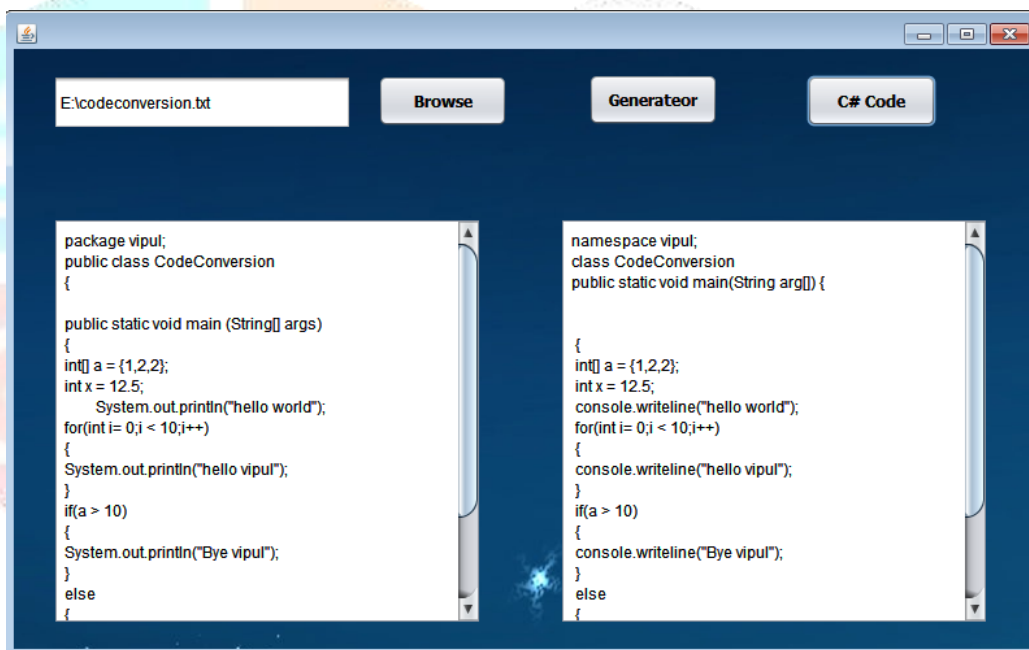 E:\codeconversion.txt
Browse
Generateor
C# Code
package vipul;
public class CodeConversion
{
public static void main (String[] args)
{
int[] a = {1,2,2};
int x = 12.5;
System.out.println("hello world");
for(int i= 0;i < 10;i++)
{
System.out.println("hello vipul");
}
if(a > 10)
{
System.out.println("Bye vipul");
}
else
{
namespace vipul;
class CodeConversion
public static void main(String arg[]) {
{
int[] a = {1,2,2};
int x = 12.5;
console.writeline("hello world");
for(int i= 0;i < 10;i++)
{
console.writeline("hello vipul");
}
if(a > 10)
{
console.writeline("Bye vipul");
}
else
{